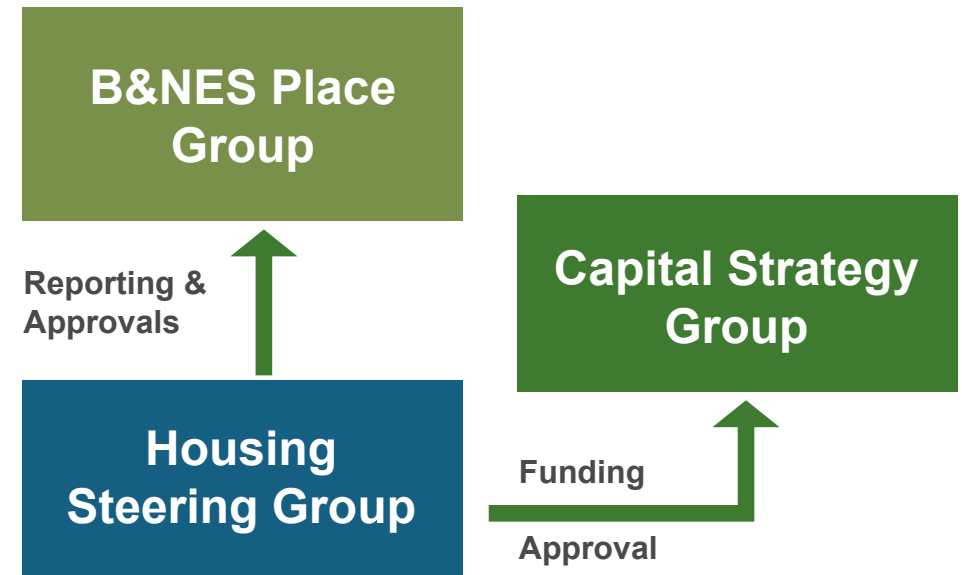 B&NES Place
Group
Reporting &
Approvals
Capital Strategy
Group
Housing
Steering Group
Funding
Approval